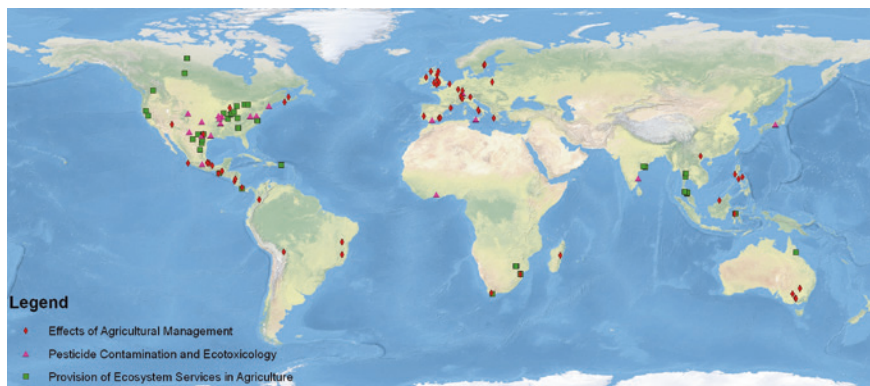 Legend
Effects of Agricultural Management
Pesticide Contamination and Ecotoxicology
Provision of Ecosystem Services in Agriculture